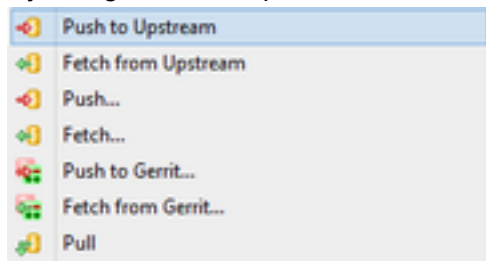 Push to Upstream
Fetch from Upstream
Push...
Fetch...
Push to Gerrit...
Fetch from Gerrit...
Pull